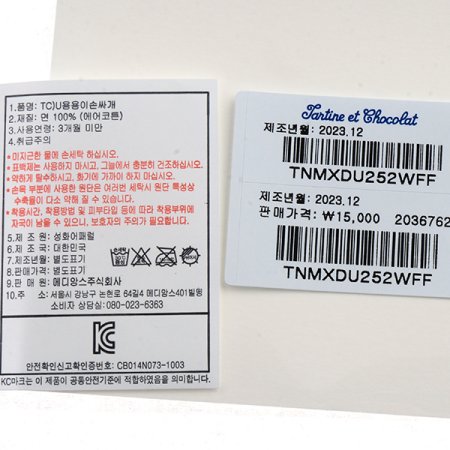 1.품명: TC)U용용이손싸개
2.재질: 면 100% (에어코튼)
3.사용연령: 3개월 미만
4.취급주의
*미지근한 물에 손세탁 하십시오.
*표백제는 사용하지 마시고, 그늘에서 충분히 건조하십시오.
*약하게 탈수하시고, 화기에 가까이 하지 마십시오.
*손목 부분에 사용한 원단은 여러번 세탁시 원단 특성상
수축율이 다소 약해질 수 있습니다.
*착용시간, 착용방법 및 피부타입 등에 따라 착용부위에
자국이 남을 수 있으니, 보호자의 주의가 필요합니다.
5.제 조 원: 성화어패럴
6.제 조 국: 대한민국
7.제조년월: 별도표기
8.판매가격: 별도표기
9.판 매 원: 메디앙스주식회사
10.주 소: 서울시 강남구 논현로 64길4 메디앙스401빌딩
소비자 상담실: 080-023-6363
KC
안전확인신고확인증번호: CB014N073-1003
KC마크는 이 제품이 공통안전기준에 적합하였음을 의미합니다.
Tartine et Chocolat
제조년월: 2023.12
TNMXDU252WFF
제조년월: 2023.12
판매가격: ₩15,000 2036762
TNMXDU252WFF